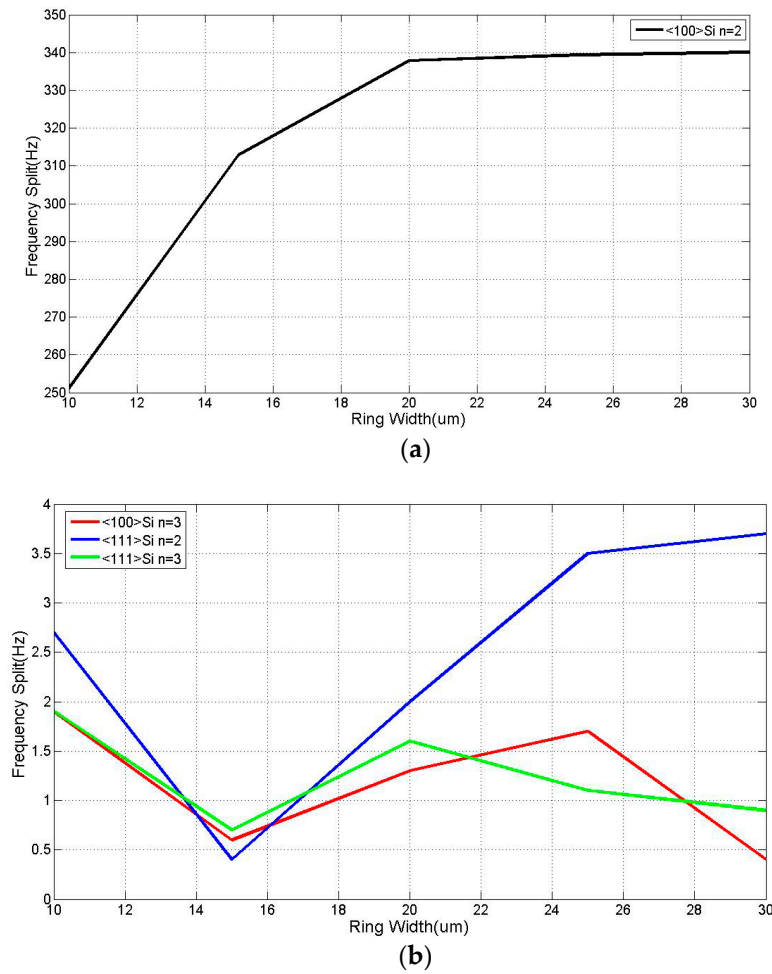 350
<100>Si n=2
340
330
320
310
300
290
280
270
260
250
Frequency Split(Hz)
10 12 14 16 18 20 22 24 26 28 30
Ring Width(um)
(a)
4
<100>Si n=3
<111>Si n=2
<111>Si n=3
3.5
3
2.5
2
1.5
1
0.5
0
Frequency Split(Hz)
10 12 14 16 18 20 22 24 26 28 30
Ring Width(um)
(b)